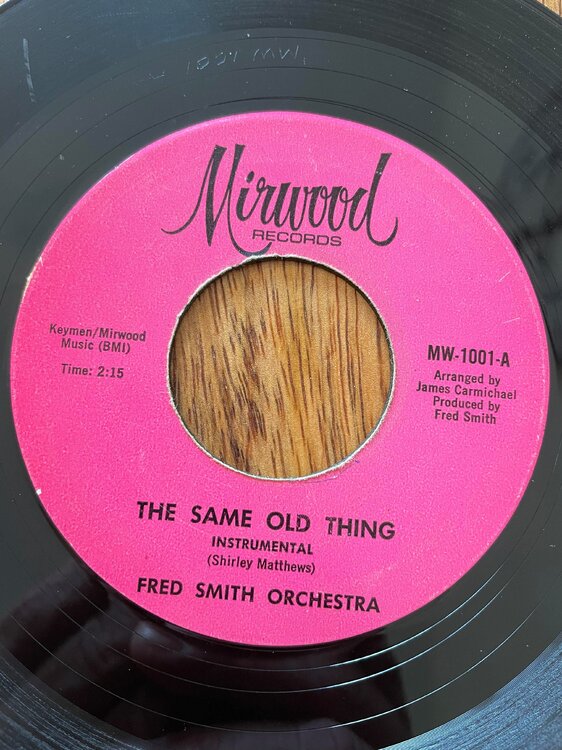 Mirwood
RECORDS
Keymen/Mirwood
Music (BMI)
Time: 2:15
MW-1001-A
Arranged by
James Carmichael
Produced by
Fred Smith
THE SAME OLD THING
INSTRUMENTAL
(Shirley Matthews)
FRED SMITH ORCHESTRA